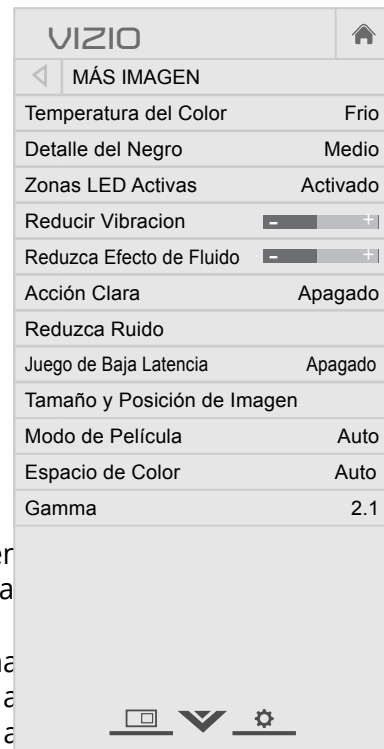 VIZIO
MÁS IMAGEN
Temperatura del Color Frio
Detalle del Negro Medio
Zonas LED Activas Activado
Reducir Vibracion - +
Reduzca Efecto de Fluido - +
Acción Clara Apagado
Reduzca Ruido
Juego de Baja Latencia Apagado
Tamaño y Posición de Imagen
Modo de Película Auto
Espacio de Color Auto
Gamma 2.1